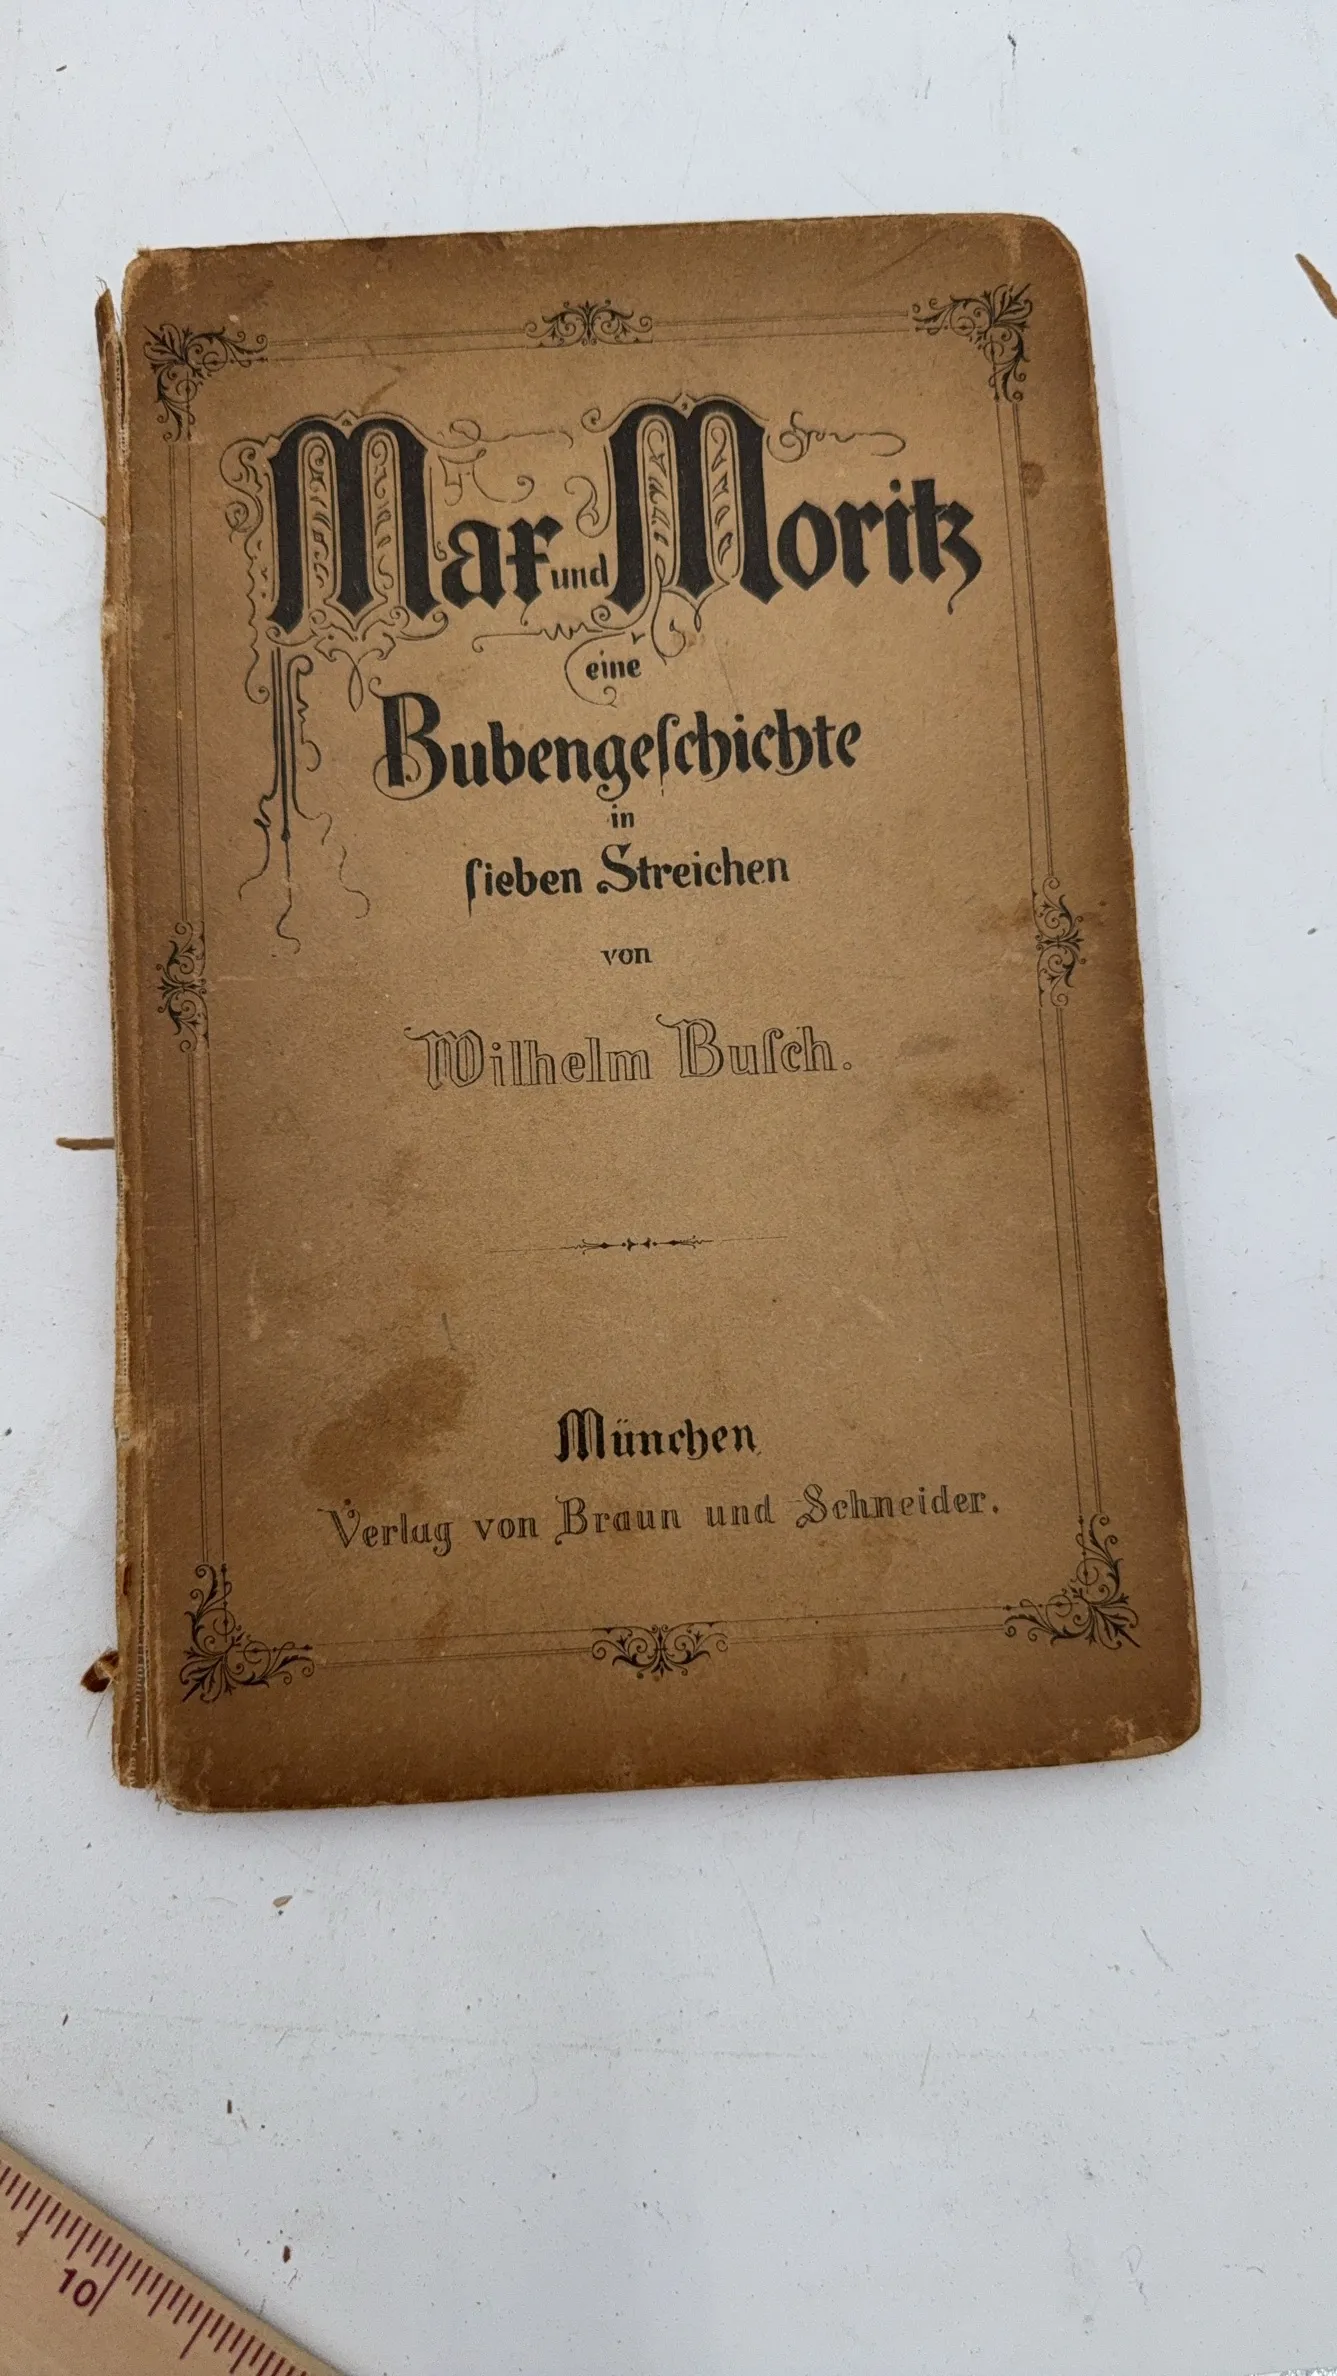 Max und Moritz
eine
Bubengeſchichte
in
ſieben Streichen
von
Wilhelm Buſch.
München
Verlag von Braun und Schneider.
10